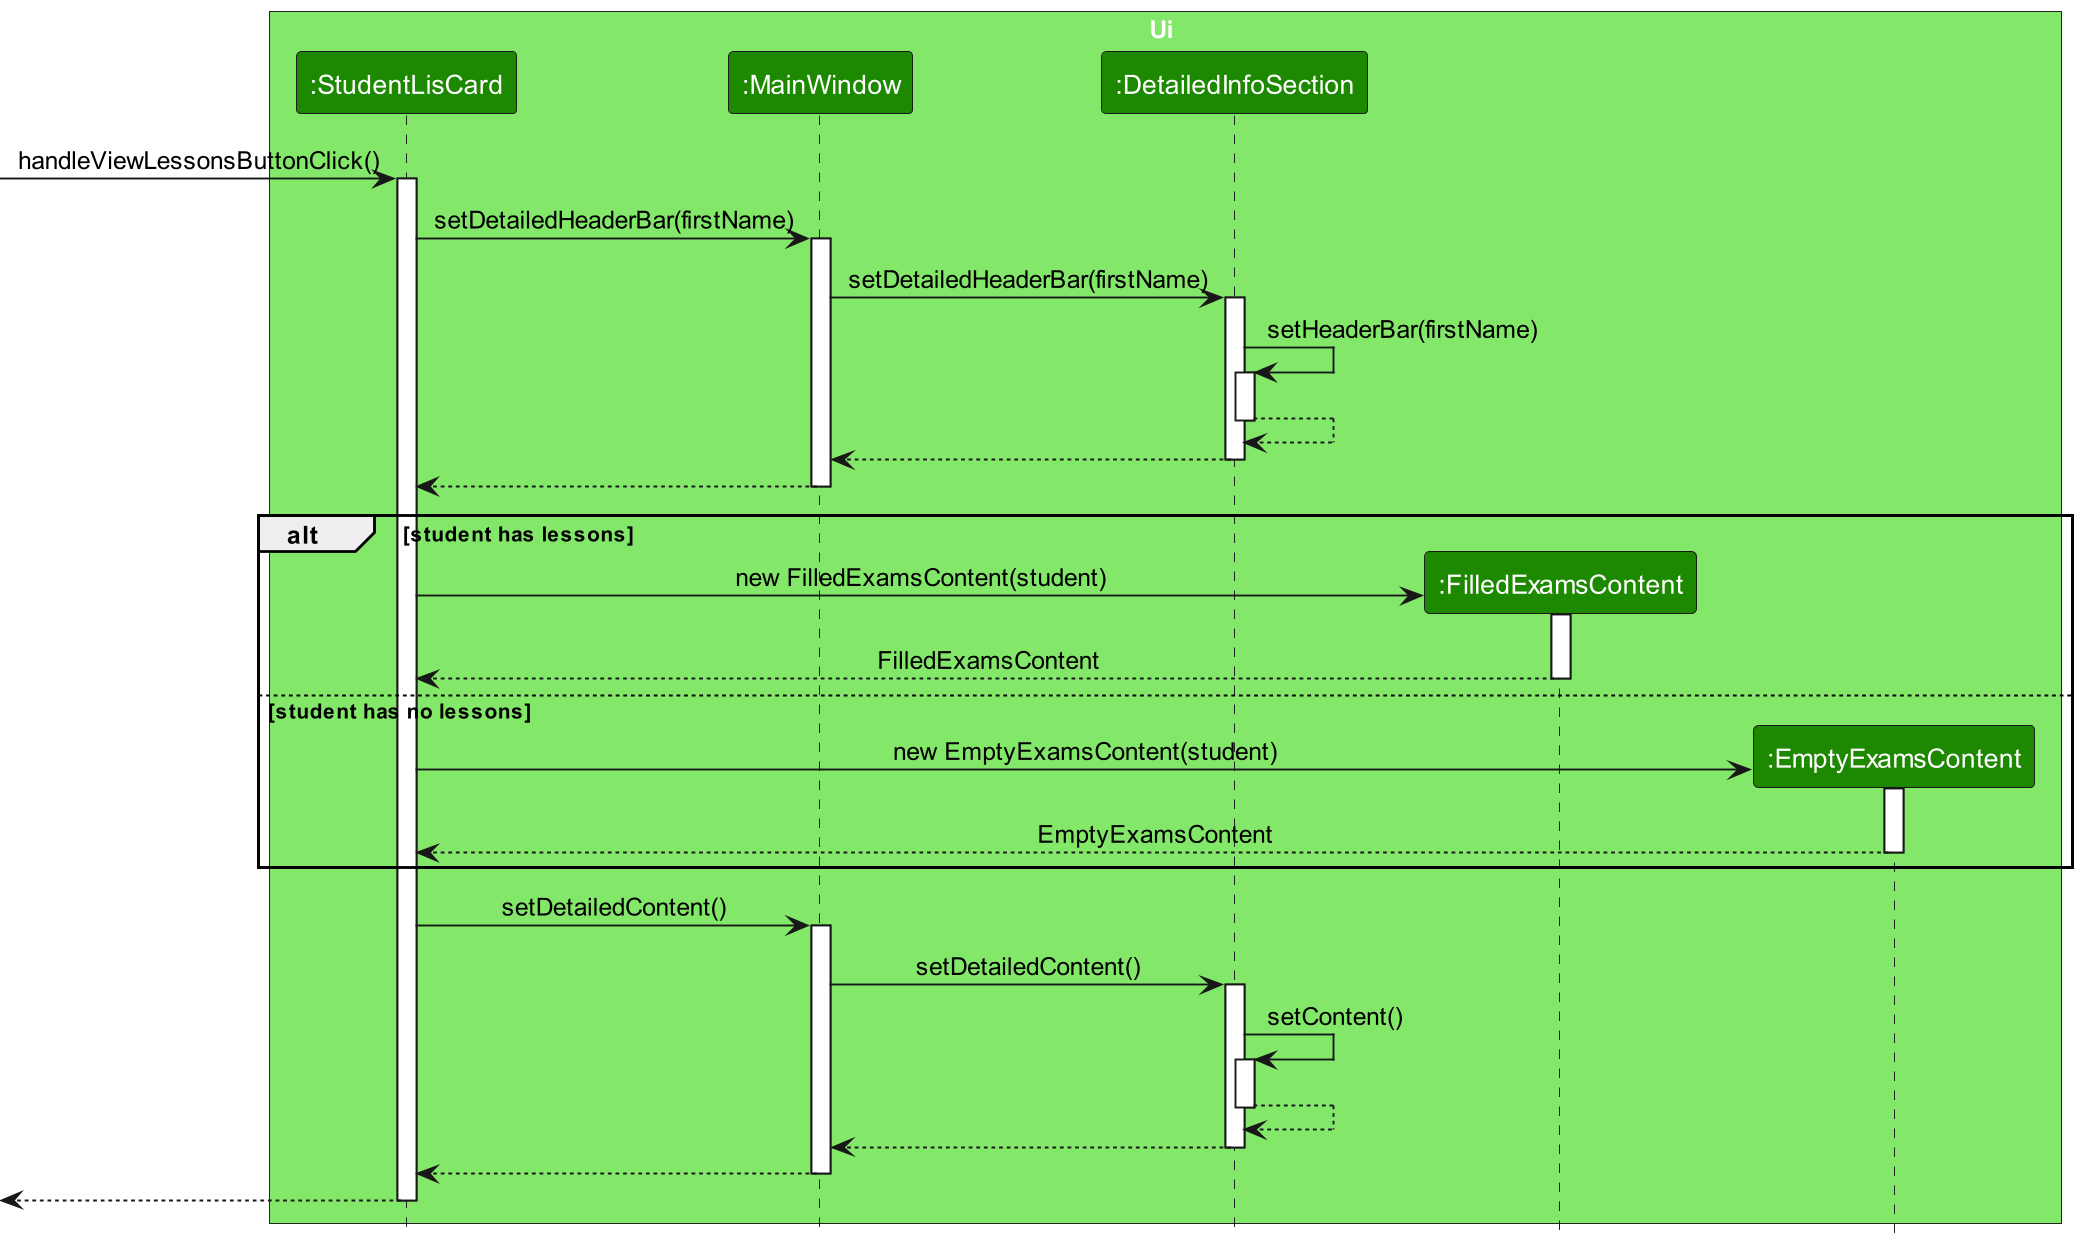 Ui
:StudentLisCard
:MainWindow
:DetailedInfoSection
handleViewLessonsButtonClick()
setDetailedHeaderBar(firstName)
setDetailedHeaderBar(firstName)
setHeaderBar(firstName)
alt
[student has lessons]
new FilledExamsContent(student)
:FilledExamsContent
FilledExamsContent
[student has no lessons]
new EmptyExamsContent(student)
:EmptyExamsContent
EmptyExamsContent
setDetailedContent()
setDetailedContent()
setContent()